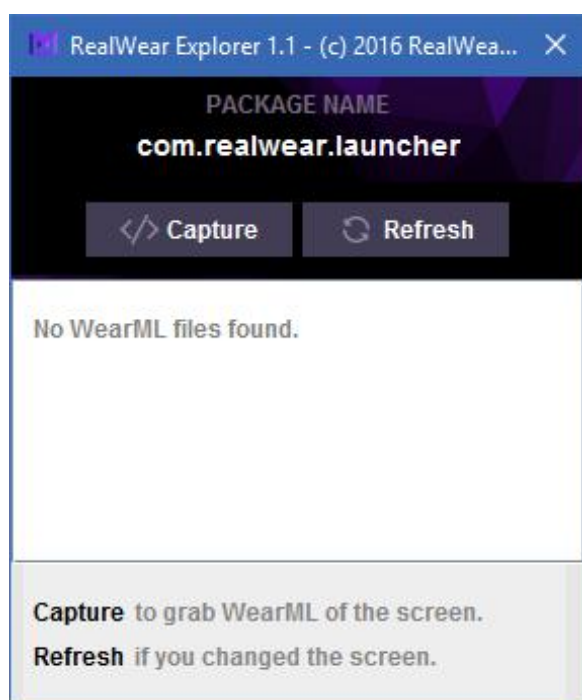 RealWear Explorer 1.1 - (c) 2016 RealWea...
PACKAGE NAME
com.realwear.launcher
</> Capture
Refresh
No WearML files found.
Capture to grab WearML of the screen.
Refresh if you changed the screen.